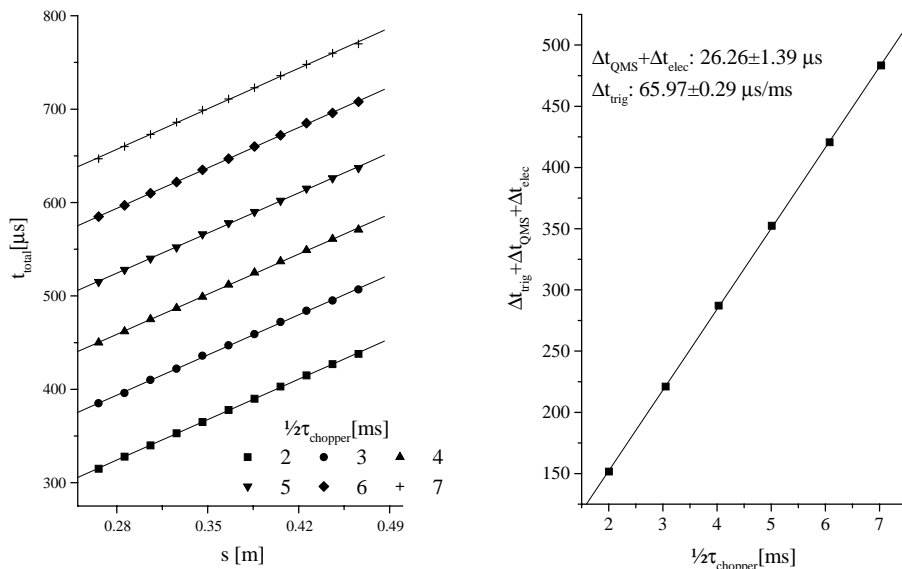 800
700
600
500
400
300
t_total[µs]
0.28 0.35 0.42 0.49
s [m]
½τ_chopper[ms]
2 3 4
5 6 7
500
450
400
350
300
250
200
150
Δt_trig+Δt_QMS+Δt_elec
Δt_QMS+Δt_elec: 26.26±1.39 µs
Δt_trig: 65.97±0.29 µs/ms
2 3 4 5 6 7
½τ_chopper[ms]